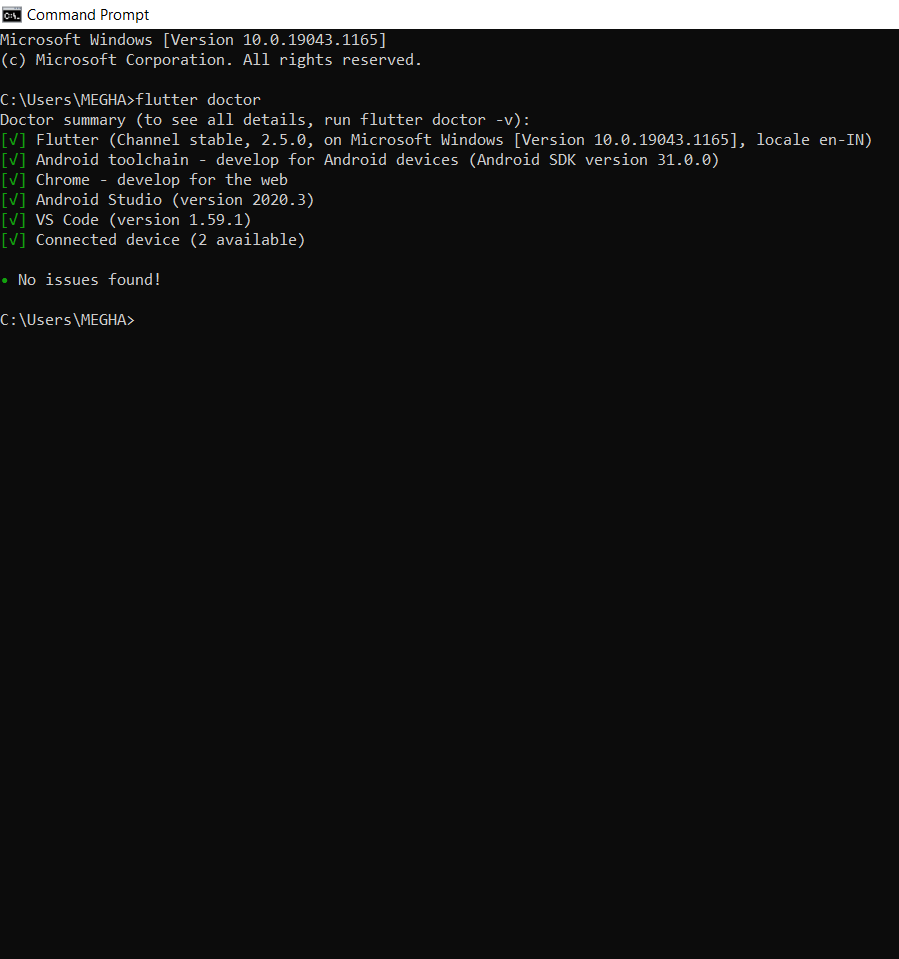 Command Prompt
Microsoft Windows [Version 10.0.19043.1165]
(c) Microsoft Corporation. All rights reserved.
C:\Users\MEGHA>flutter doctor
Doctor summary (to see all details, run flutter doctor -v):
[√] Flutter (Channel stable, 2.5.0, on Microsoft Windows [Version 10.0.19043.1165], locale en-IN)
[√] Android toolchain - develop for Android devices (Android SDK version 31.0.0)
[√] Chrome - develop for the web
[√] Android Studio (version 2020.3)
[√] VS Code (version 1.59.1)
[√] Connected device (2 available)
• No issues found!
C:\Users\MEGHA>